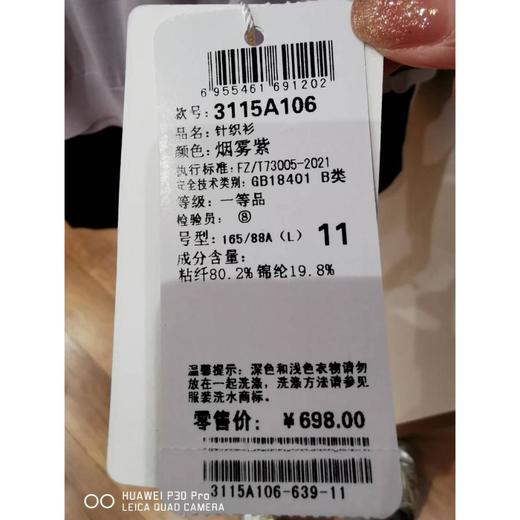 6 955461 691202
款号: 3115A106
品名: 针织衫
颜色: 烟雾紫
执行标准: FZ/T73005-2021
安全技术类别: GB18401 B类
等级: 一等品
检验员: ⑧
号型: 165/88A (L) 11
成分含量:
粘纤80.2% 锦纶19.8%
温馨提示: 深色和浅色衣物请勿
放在一起洗涤, 洗涤方法请参见
服装洗水商标.
零售价: ¥698.00
3115A106-639-11
HUAWEI P30 Pro
LEICA QUAD CAMERA